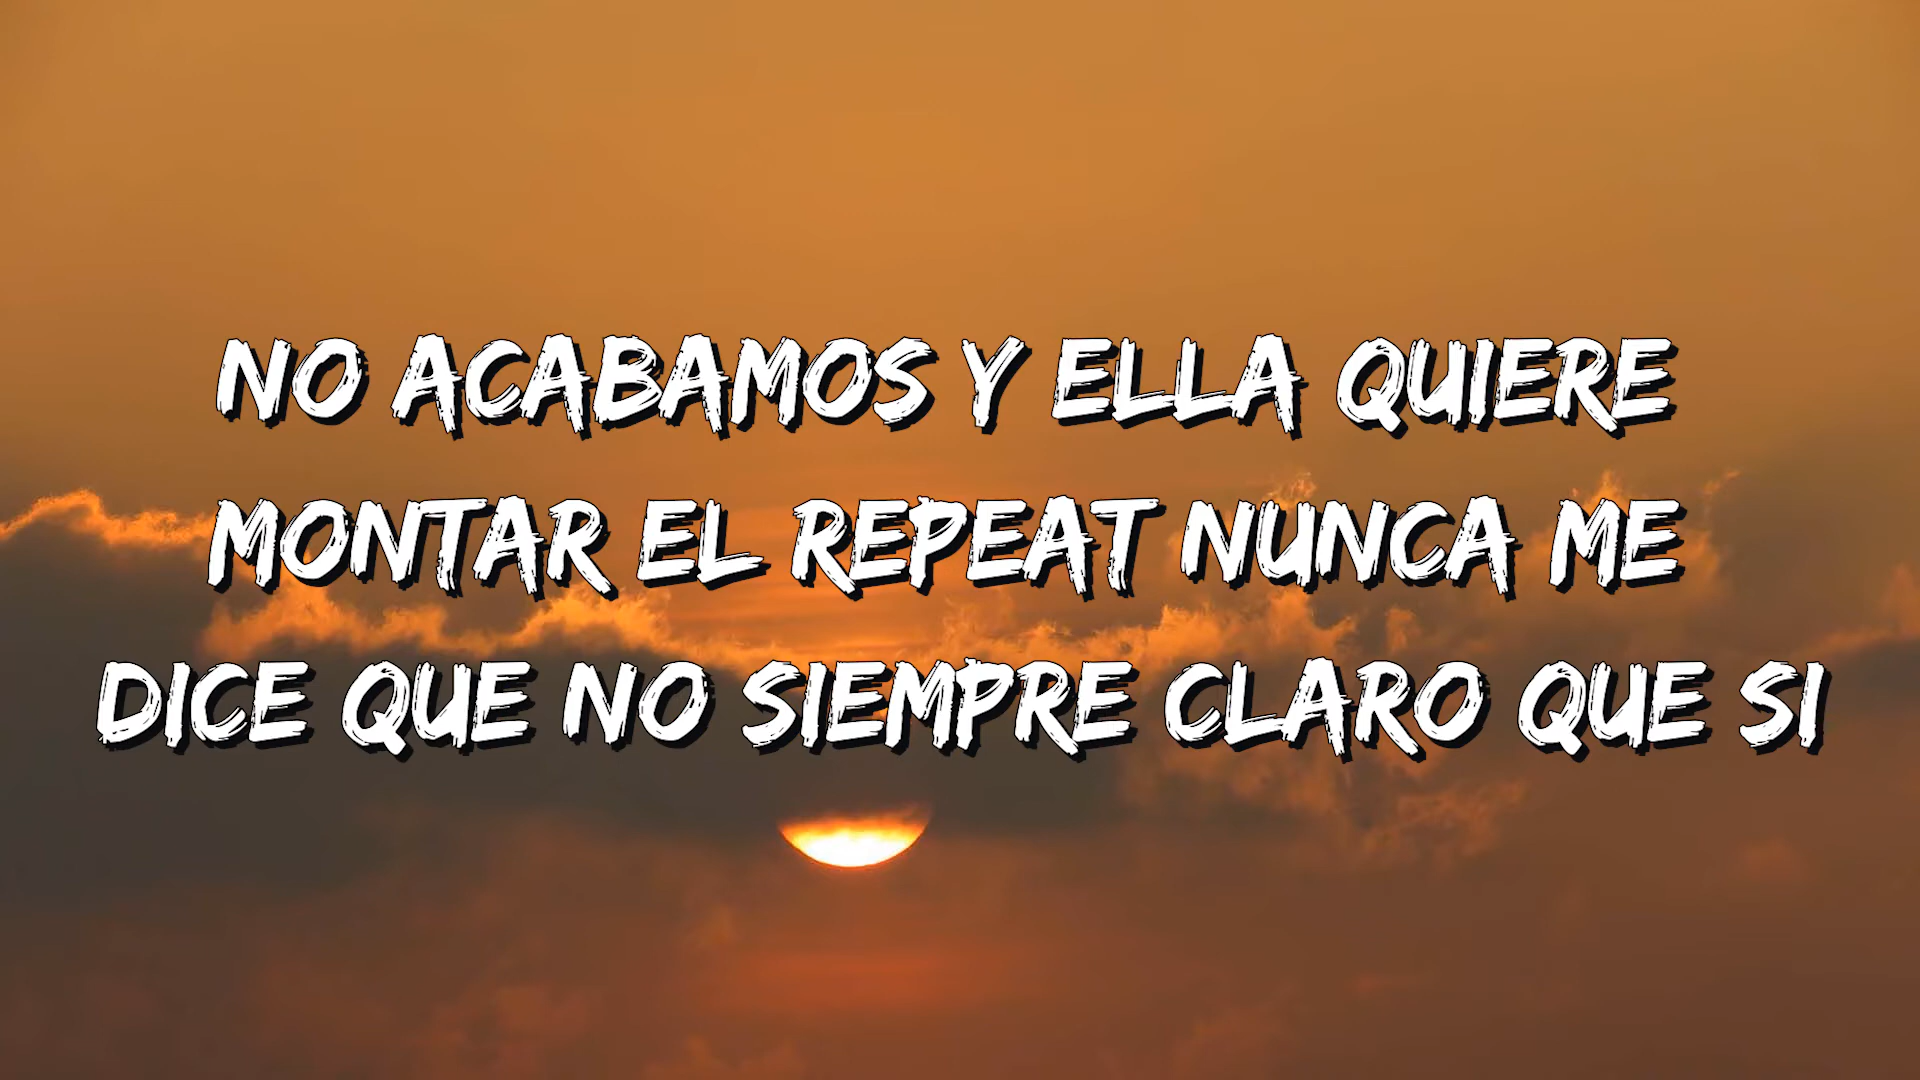 NO ACABAMOS Y ELLA QUIERE
MONTAR EL REPEAT NUNCA ME
DICE QUE NO SIEMPRE CLARO QUE SI